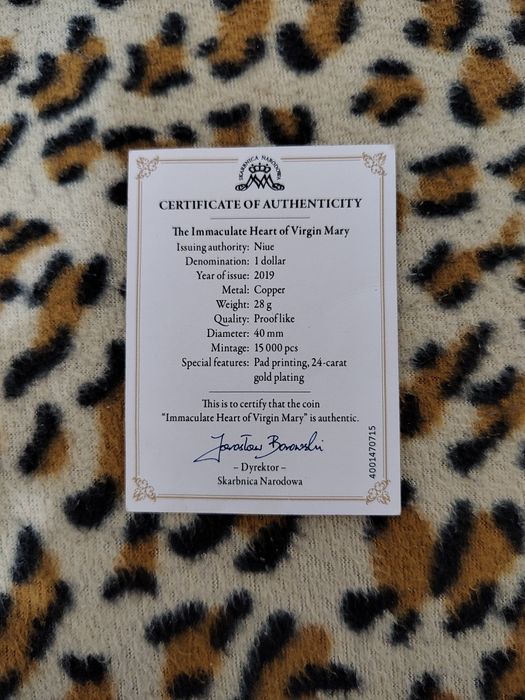 SKARBNICA NARODOWA
CERTIFICATE OF AUTHENTICITY
The Immaculate Heart of Virgin Mary
Issuing authority: Niue
Denomination: 1 dollar
Year of issue: 2019
Metal: Copper
Weight: 28 g
Quality: Prooflike
Diameter: 40 mm
Mintage: 15 000 pcs
Special features: Pad printing, 24-carat
gold plating
This is to certify that the coin
“Immaculate Heart of Virgin Mary” is authentic.
Jarosław Borowski
– Dyrektor –
Skarbnica Narodowa
4001470715